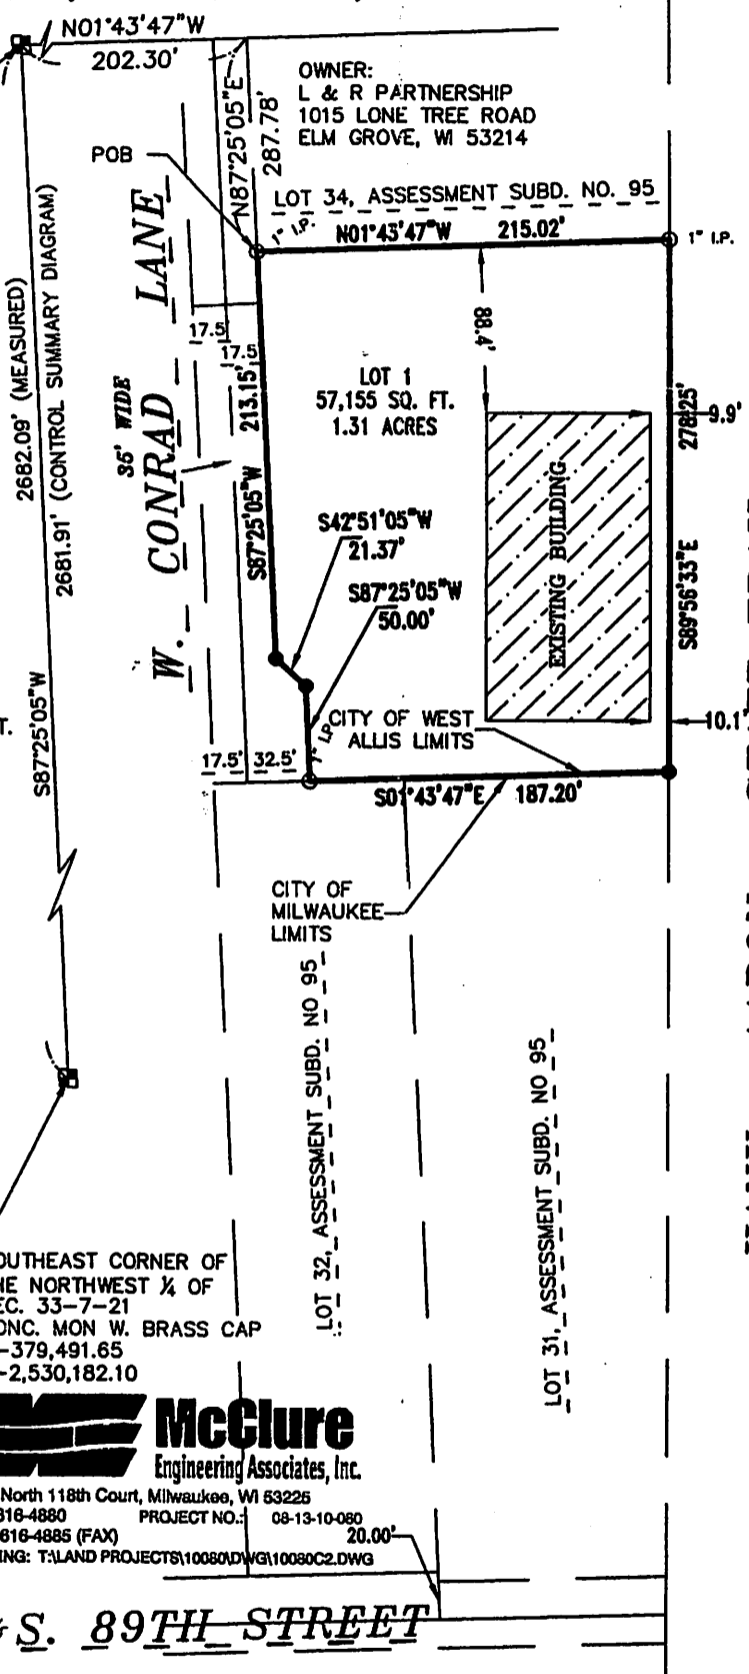 N01°43'47"W
202.30'
N87°25'05"E
287.78'
OWNER:
L & R PARTNERSHIP
1015 LONE TREE ROAD
ELM GROVE, WI 53214
POB
LOT 34, ASSESSMENT SUBD. NO. 95
1" I.P.
N01°43'47"W 215.02'
1" I.P.
2682.09' (MEASURED)
2681.91' (CONTROL SUMMARY DIAGRAM)
S87°25'05"W
35' WIDE
W. CONRAD LANE
17.5
17.5
213.15'
S87°25'05"W
88.4'
LOT 1
57,155 SQ. FT.
1.31 ACRES
278.25'
S89°56'33"E
9.9'
EXISTING BUILDING
S42°51'05"W
21.37'
S87°25'05"W
50.00'
10.1'
T.
1" I.P.
CITY OF WEST
ALLIS LIMITS
17.5' 32.5'
S01°43'47"E 187.20'
CITY OF
MILWAUKEE
LIMITS
LOT 32, ASSESSMENT SUBD. NO 95
LOT 31, ASSESSMENT SUBD. NO 95
OUTHEAST CORNER OF
HE NORTHWEST ¼ OF
EC. 33-7-21
ONC. MON W. BRASS CAP
-379,491.65
-2,530,182.10
McClure
Engineering Associates, Inc.
North 118th Court, Milwaukee, WI 53225
616-4880 PROJECT NO.: 08-13-10-080
616-4885 (FAX)
20.00'
ING: T:\LAND PROJECTS\10080\DWG\10080C2.DWG
S. 89TH STREET